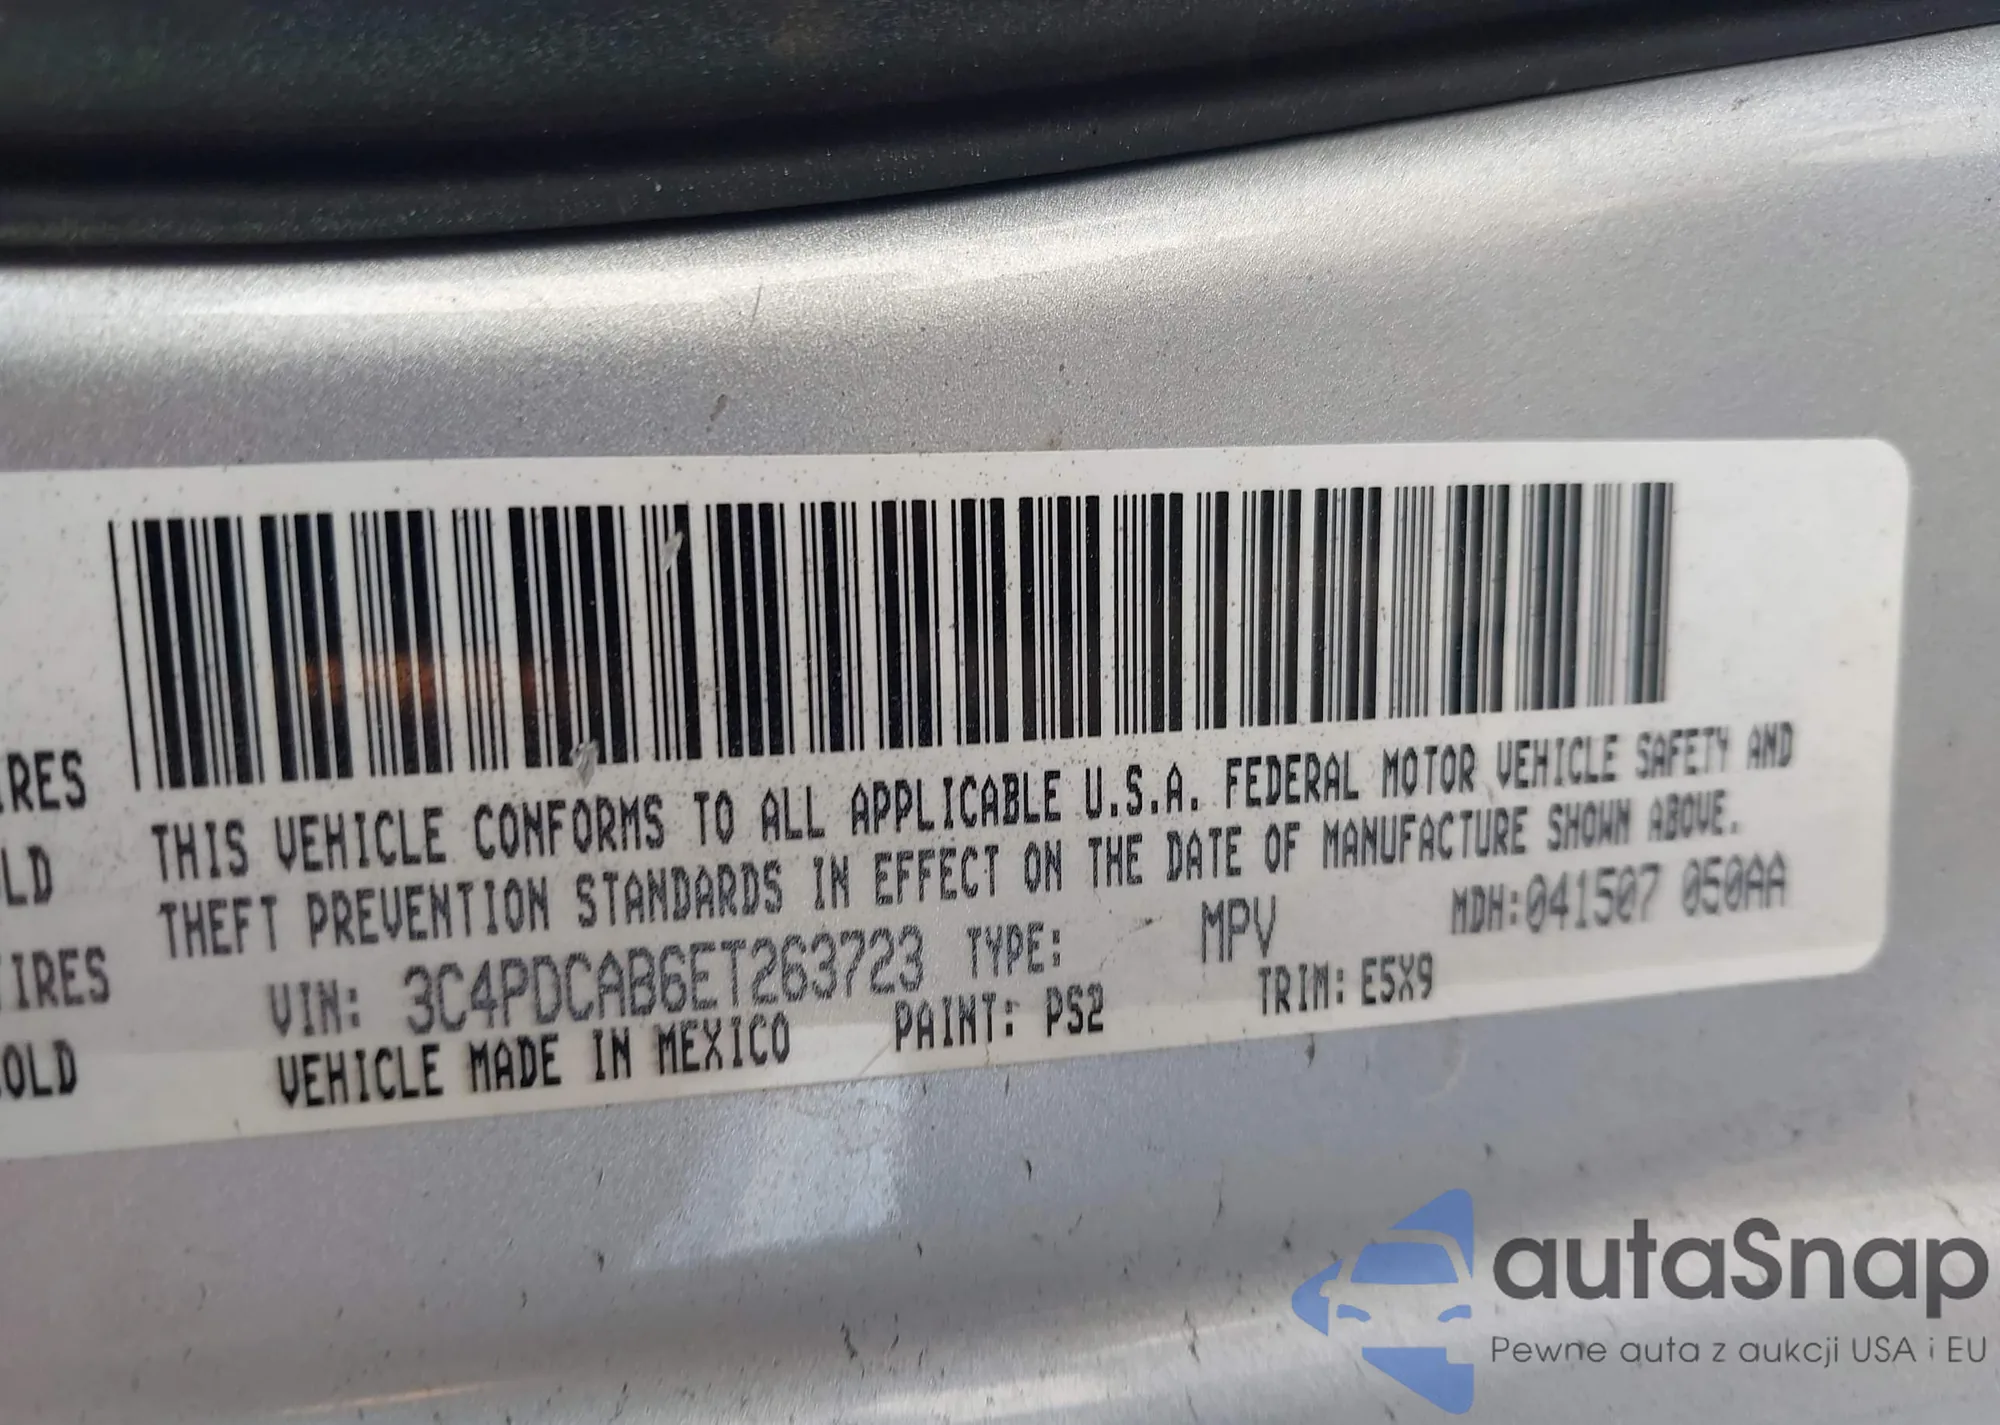 IRES
THIS VEHICLE CONFORMS TO ALL APPLICABLE U.S.A. FEDERAL MOTOR VEHICLE SAFETY AND
OLD
THEFT PREVENTION STANDARDS IN EFFECT ON THE DATE OF MANUFACTURE SHOWN ABOVE.
TIRES
VIN: 3C4PDCAB6ET263723 TYPE: MPV MDH:041507 050AA
COLD
VEHICLE MADE IN MEXICO PAINT: PS2 TRIM: E5X9
autaSnap
Pewne auta z aukcji USA i EU